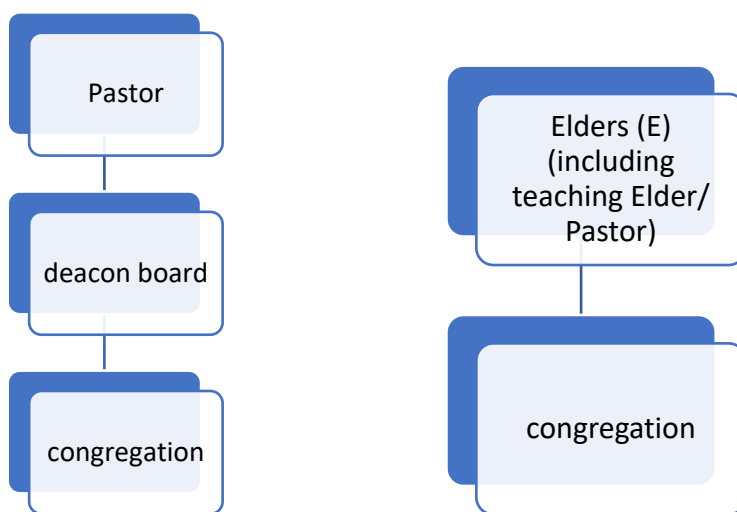 Pastor
deacon board
congregation
Elders (E)
(including
teaching Elder/
Pastor)
congregation